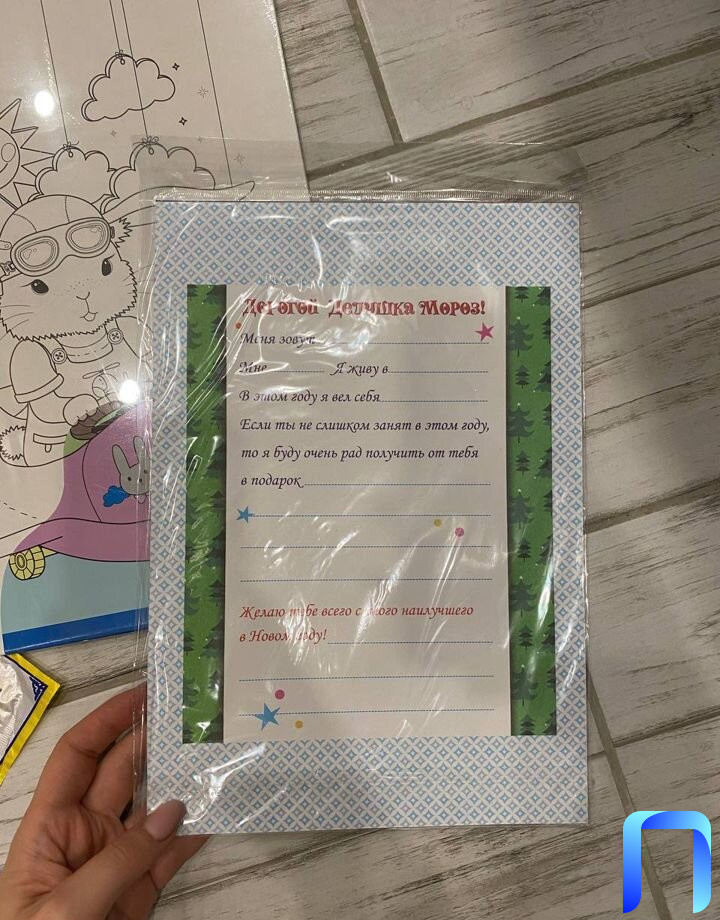 Дорогой Дедушка Мороз!
Меня зовут
Мне Я живу в
В этом году я вел себя
Если ты не слишком занят в этом году,
то я буду очень рад получить от тебя
в подарок
Желаю тебе всего самого наилучшего
в Новом году!